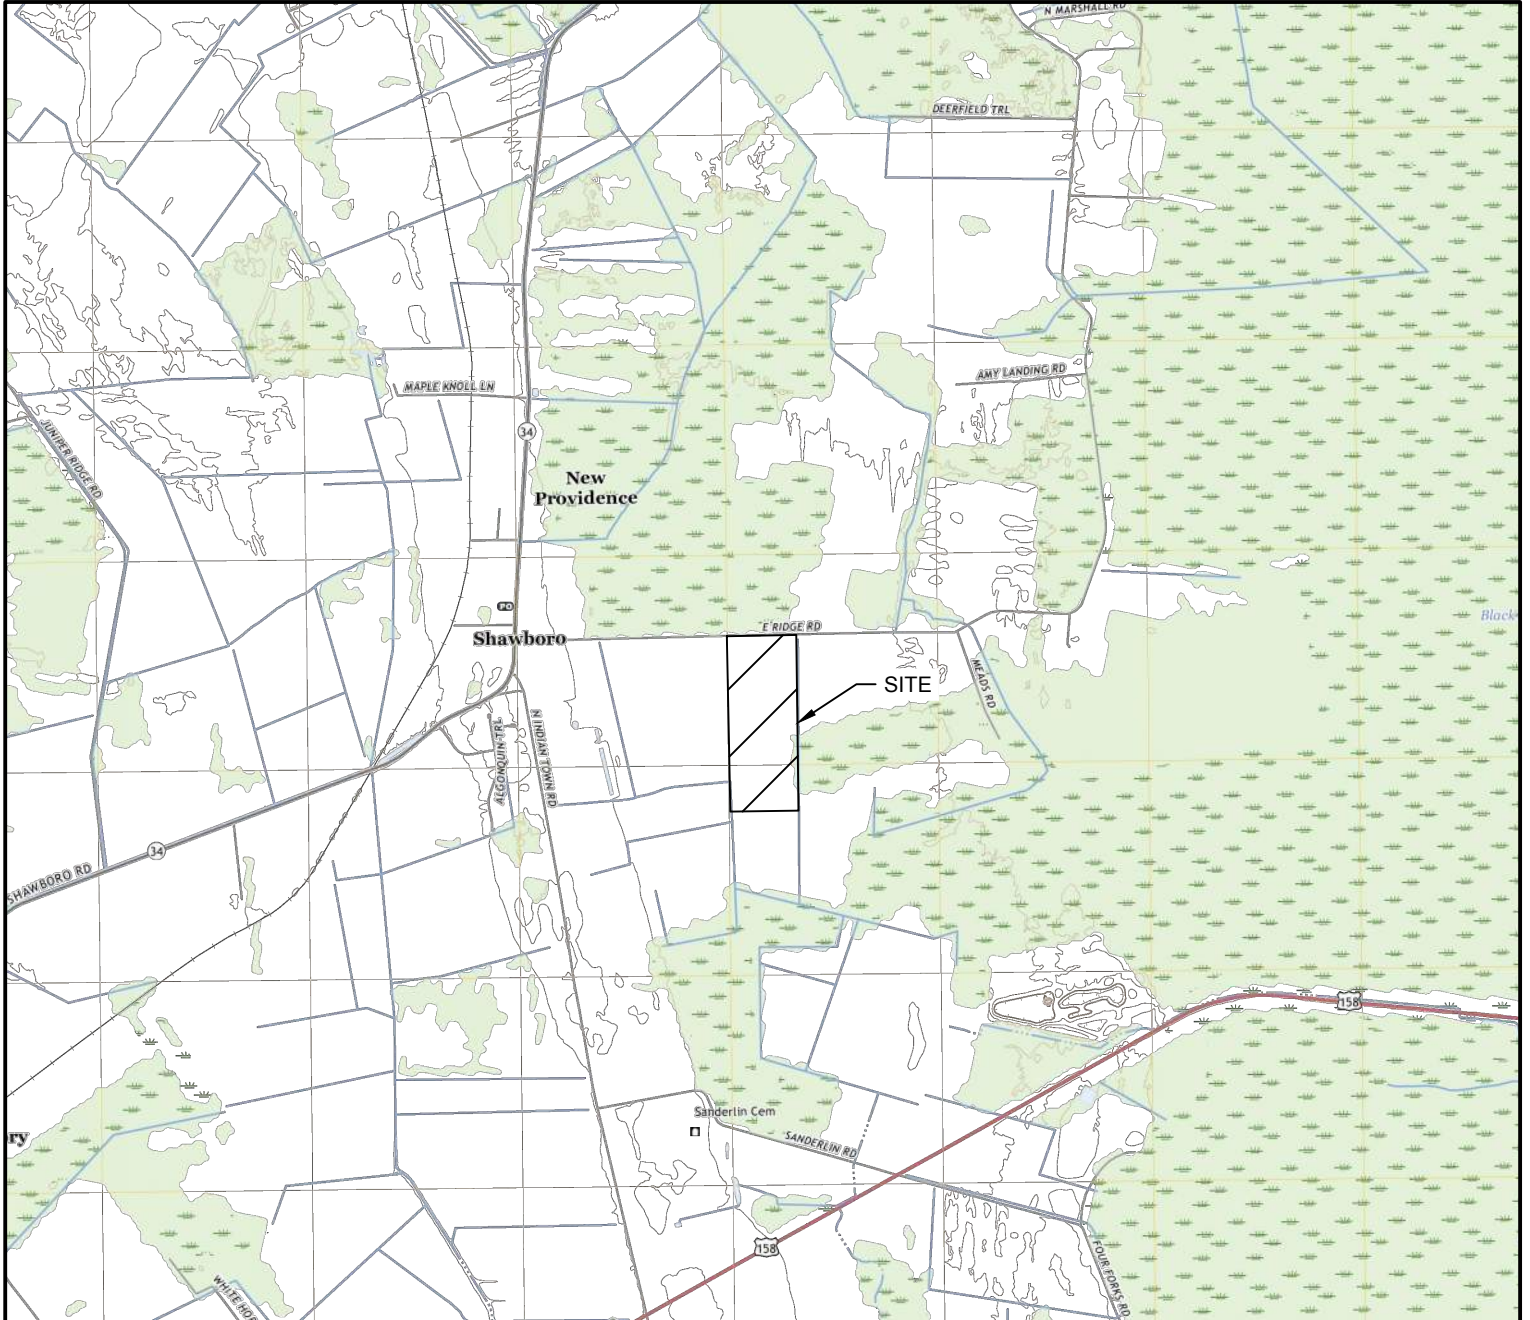 N MARSHALL RD
DEERFIELD TRL
AMY LANDING RD
MAPLE KNOLL LN
34
JUNIPER RIDGE RD
New
Providence
PO
Shawboro
E RIDGE RD
Black
MEADS RD
SITE
ALGONQUIN TRL
N INDIAN TOWN RD
34
SHAWBORO RD
158
Sanderlin Cem
SANDERLIN RD
ry
158
FOUR FORKS RD
WHITE HO